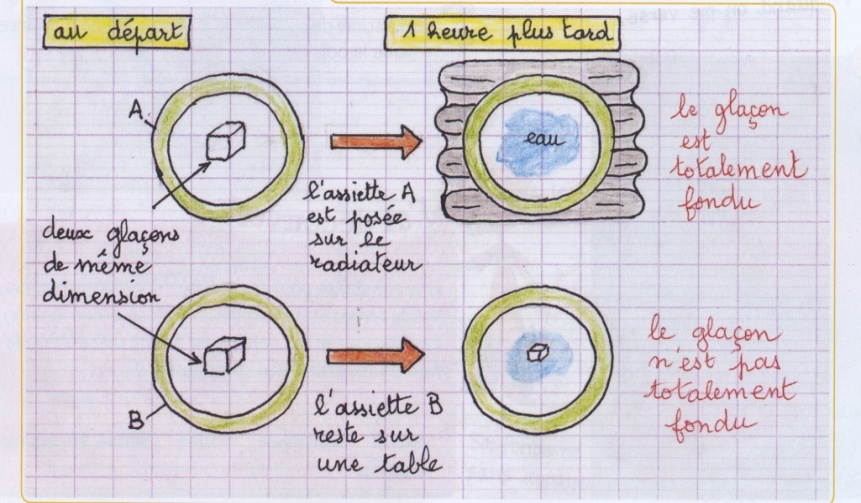 au départ
1 heure plus tard
A
eau
le glaçon
est
totalement
fondu
l'assiette A
est posée
sur le
radiateur
deux glaçons
de même
dimension
B
l'assiette B
reste sur
une table
le glaçon
n'est pas
totalement
fondu